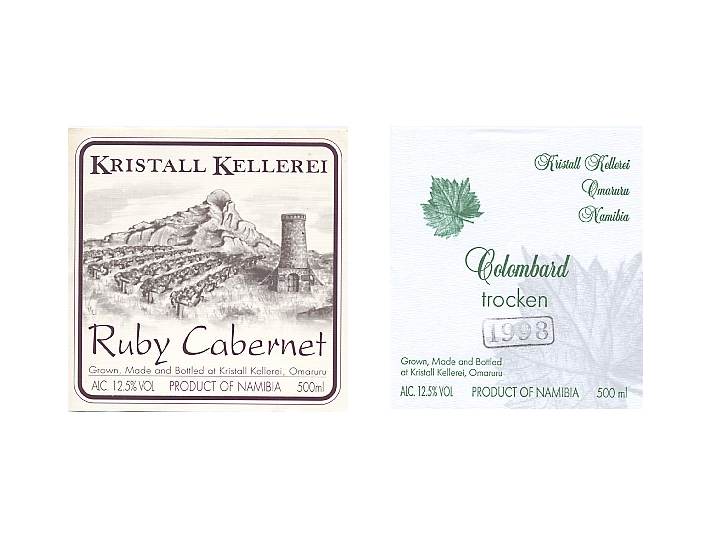 KRISTALL KELLEREI
Ruby Cabernet
Grown, Made and Bottled at Kristall Kellerei, Omaruru
ALC. 12.5% VOL PRODUCT OF NAMIBIA 500ml
Kristall Kellerei
Omaruru
Namibia
Colombard
trocken
1998
Grown, Made and Bottled
at Kristall Kellerei, Omaruru
ALC. 12.5% VOL PRODUCT OF NAMIBIA 500 ml